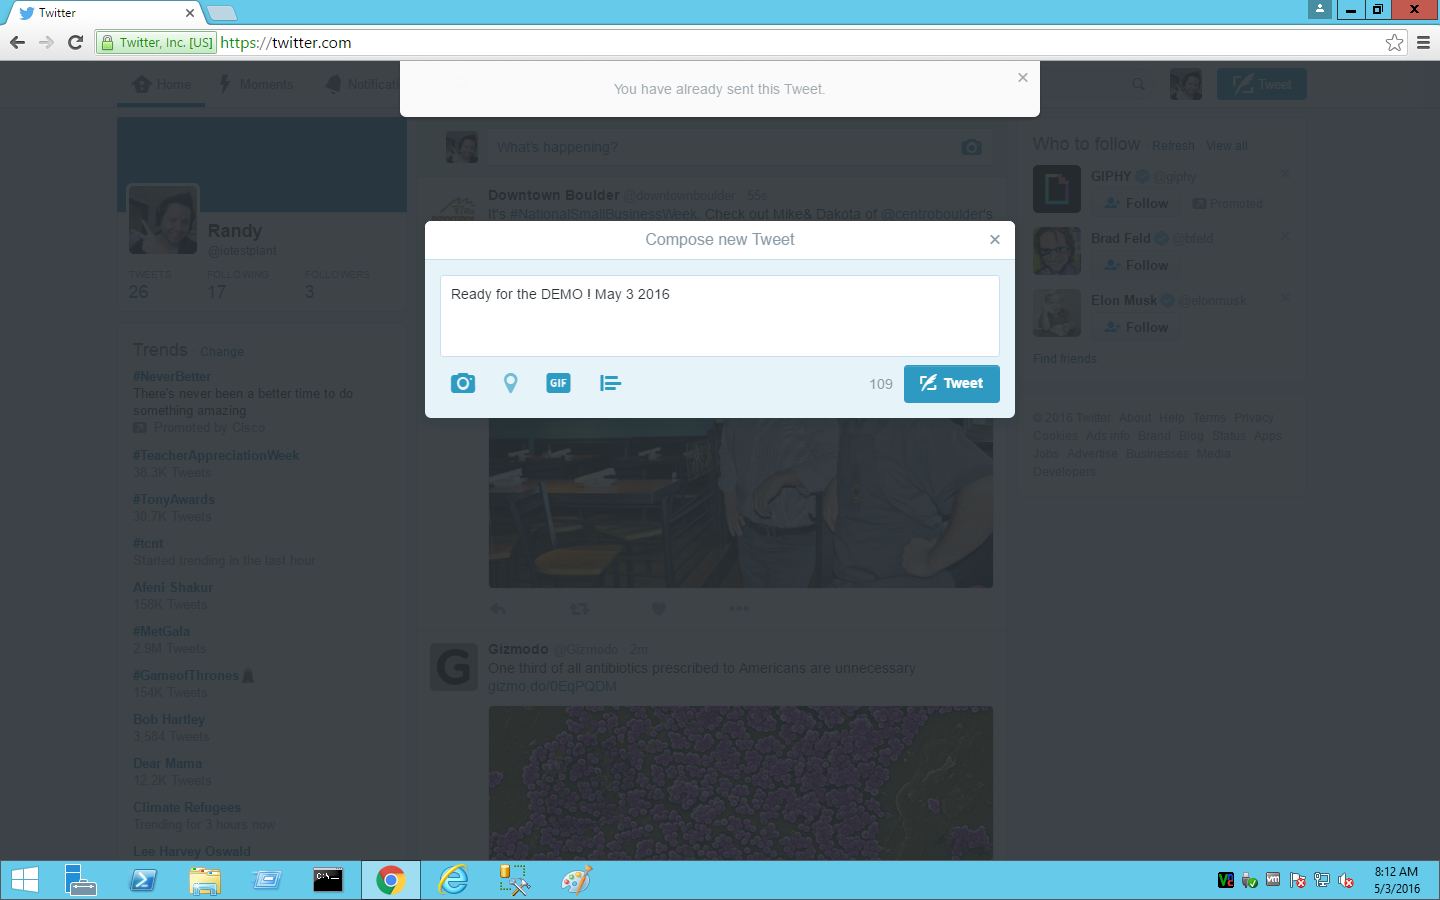 Twitter
Twitter, Inc. [US] https://twitter.com
Home Moments
You have already sent this Tweet.
Tweet
What's happening?
Downtown Boulder @downtownboulder · 55s
It's #NationalSmallBusinessWeek. Check out Mike& Dakota of @centroboulder's
Randy
@iotestplant
TWEETS FOLLOWING FOLLOWERS
26 17 3
Compose new Tweet
Ready for the DEMO ! May 3 2016
GIF
109 Tweet
Trends · Change
#NeverBetter
There's never been a better time to do
something amazing
Promoted by Cisco
#TeacherAppreciationWeek
38.3K Tweets
#TonyAwards
30.7K Tweets
#tcnt
Started trending in the last hour
Afeni Shakur
158K Tweets
#MetGala
2.9M Tweets
#GameofThrones
154K Tweets
Bob Hartley
3,584 Tweets
Dear Mama
12.2K Tweets
Climate Refugees
Trending for 3 hours now
Lee Harvey Oswald
G
Gizmodo @Gizmodo · 2m
One third of all antibiotics prescribed to Americans are unnecessary
gizmo.do/0EqPQDM
Who to follow · Refresh · View all
GIPHY @giphy
Follow Promoted
Brad Feld @bfeld
Follow
Elon Musk @elonmusk
Follow
Find friends
© 2016 Twitter About Help Terms Privacy
Cookies Ads info Brand Blog Status Apps
Jobs Advertise Businesses Media
Developers
8:12 AM
5/3/2016